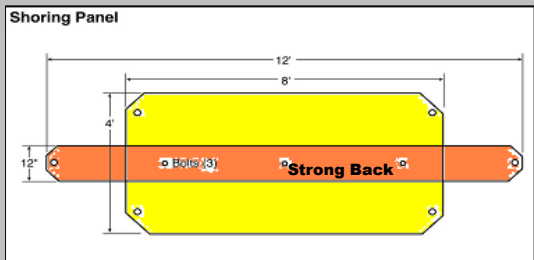 Shoring Panel
12'
8'
4'
12"
Bolts (3)
Strong Back